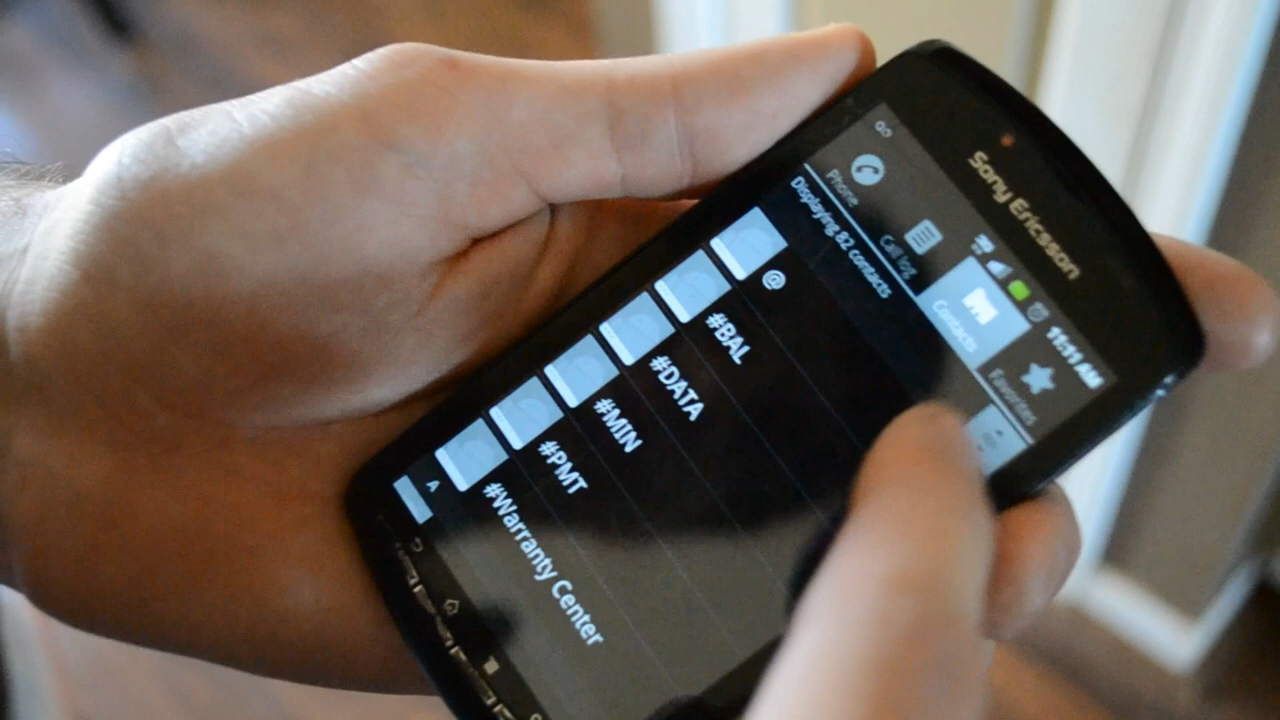 Sony Ericsson
11:11 AM
Phone
Call log
Contacts
Favorites
Displaying 82 contacts
@
#BAL
#DATA
#MIN
#PMT
#Warranty Center
A